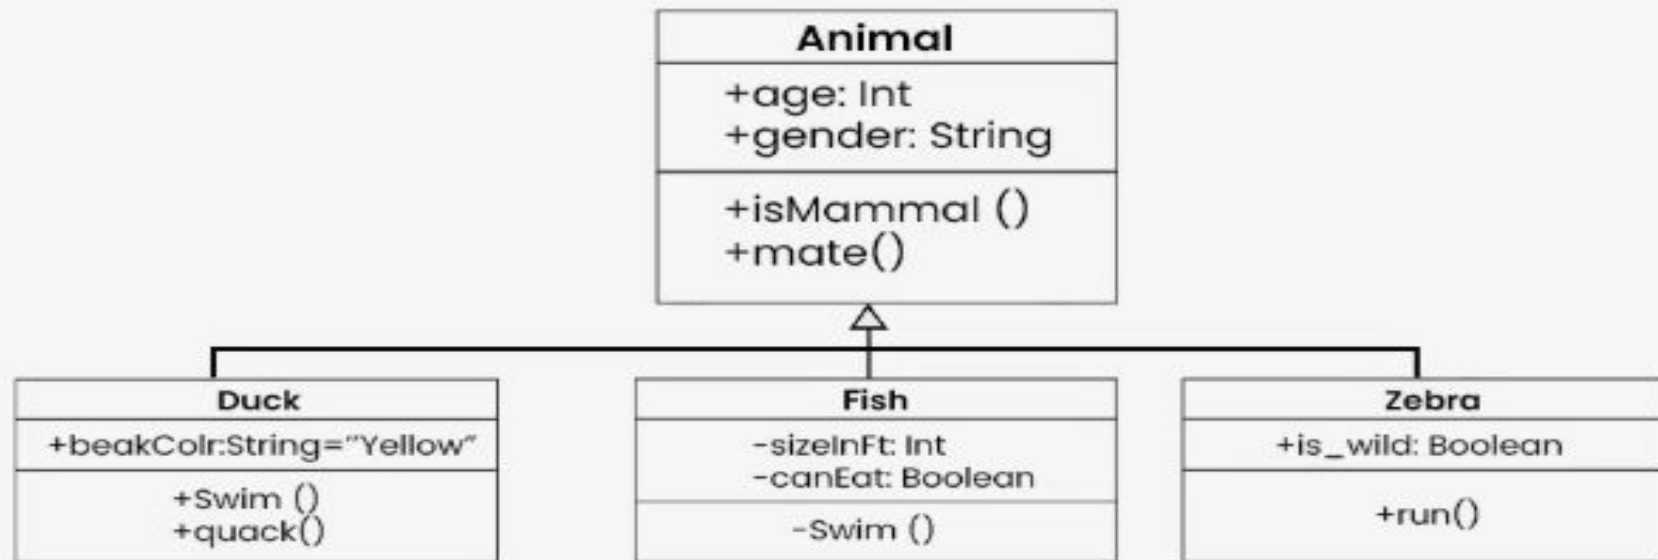 Animal
+age: Int
+gender: String
+isMammal ()
+mate()
Duck
+beakColr:String="Yellow"
+Swim ()
+quack()
Fish
-sizeInFt: Int
-canEat: Boolean
-Swim ()
Zebra
+is_wild: Boolean
+run()